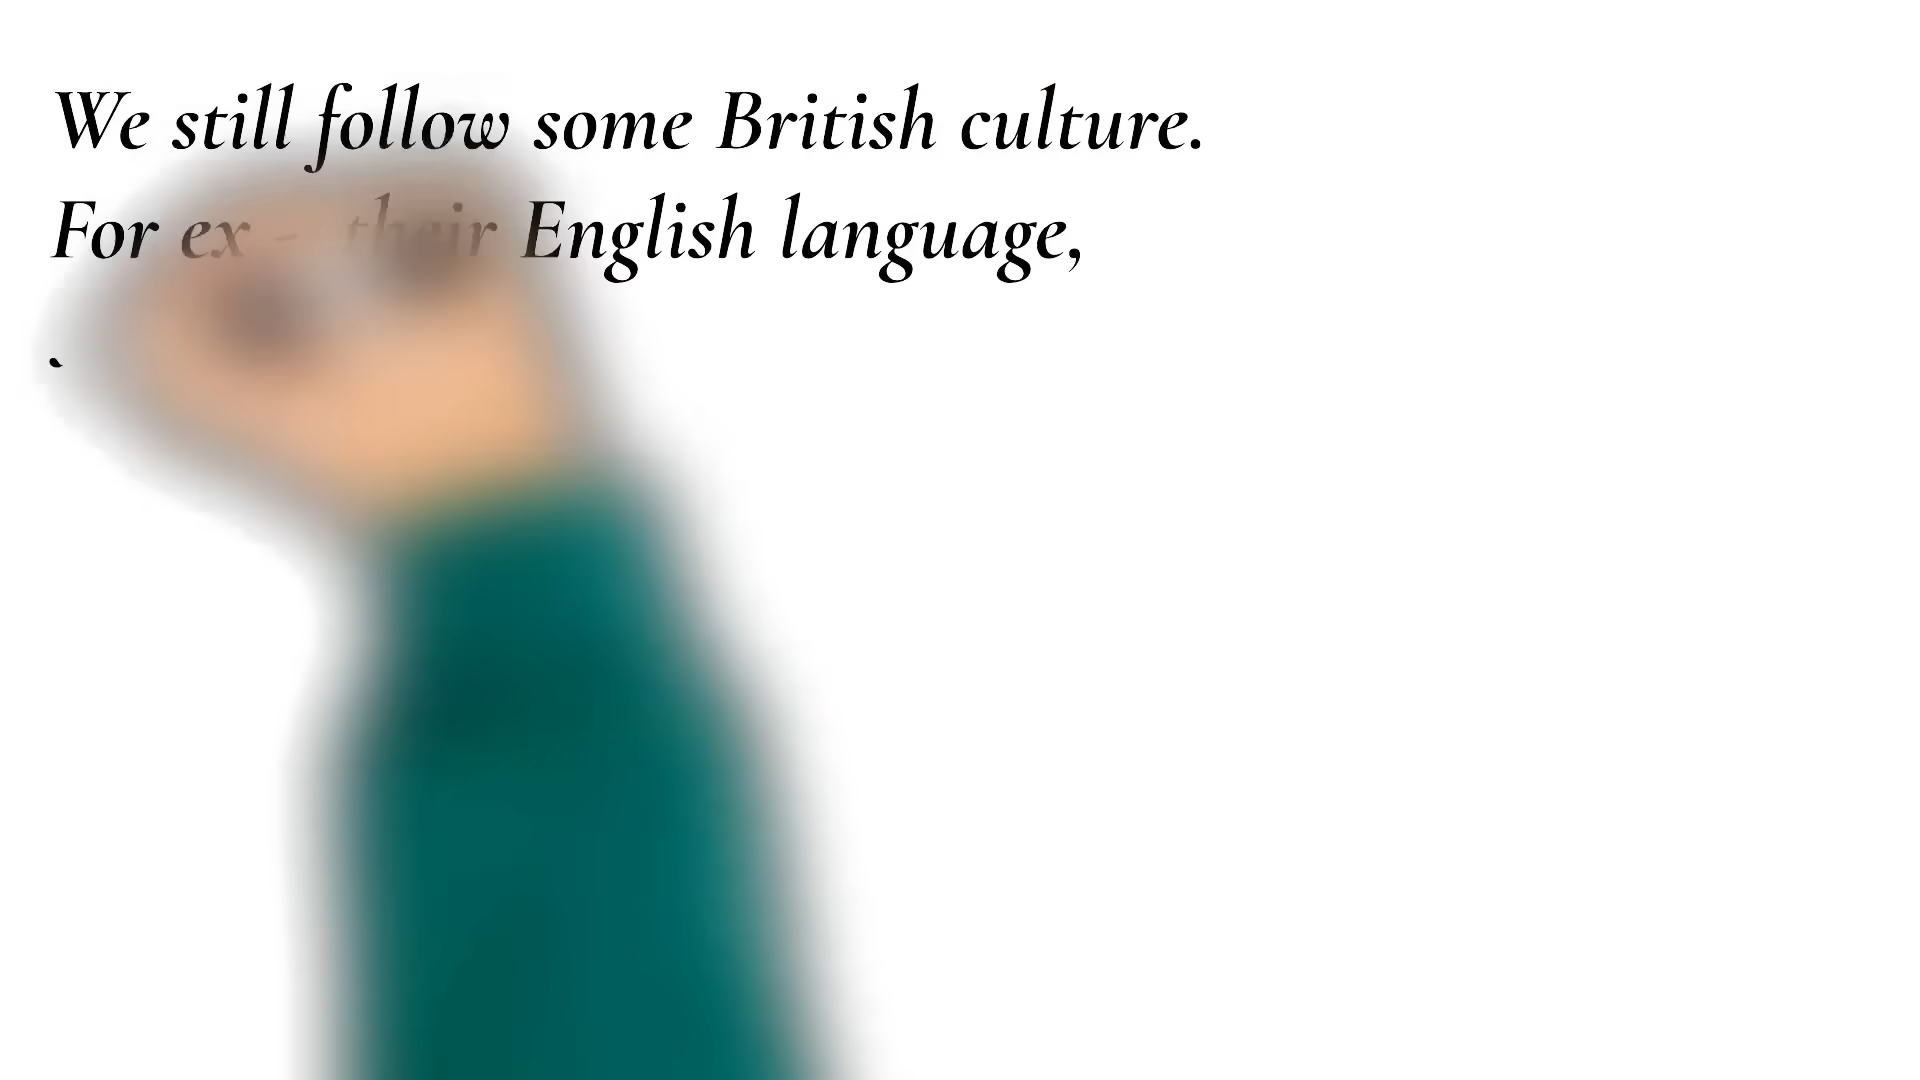 We still follow some British culture.
For ex - their English language,